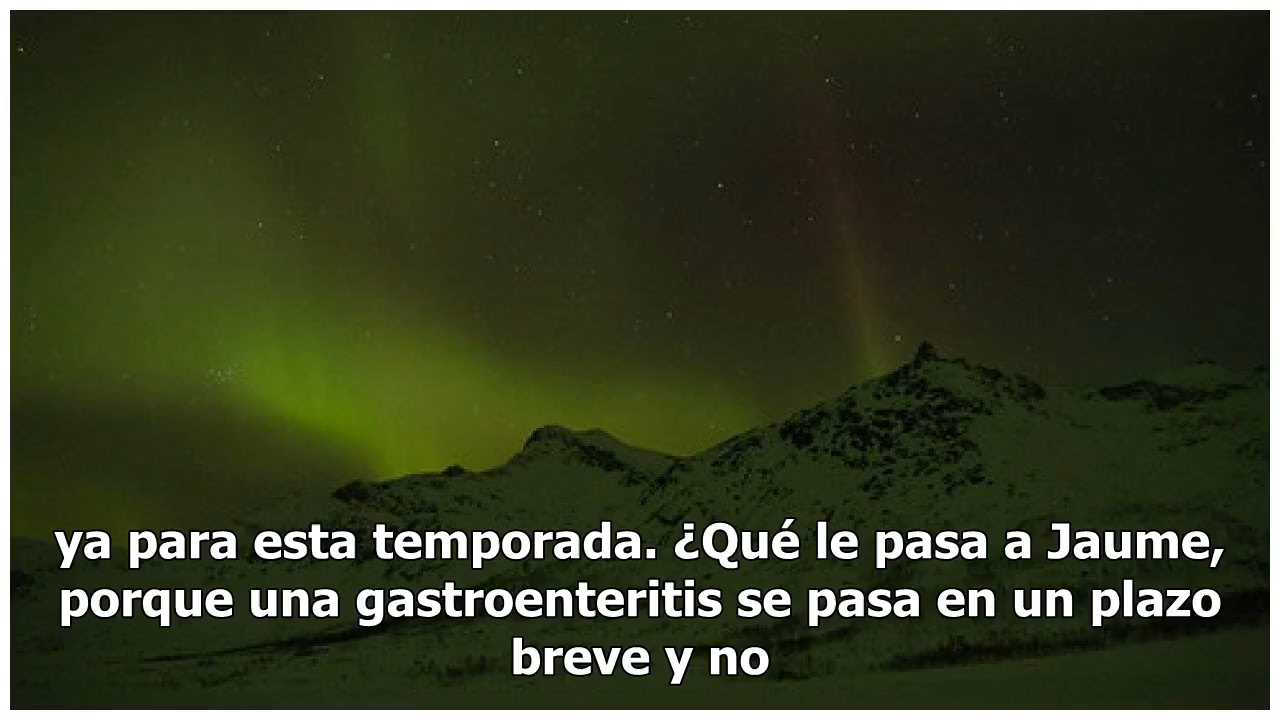 ya para esta temporada. ¿Qué le pasa a Jaume,
porque una gastroenteritis se pasa en un plazo
breve y no